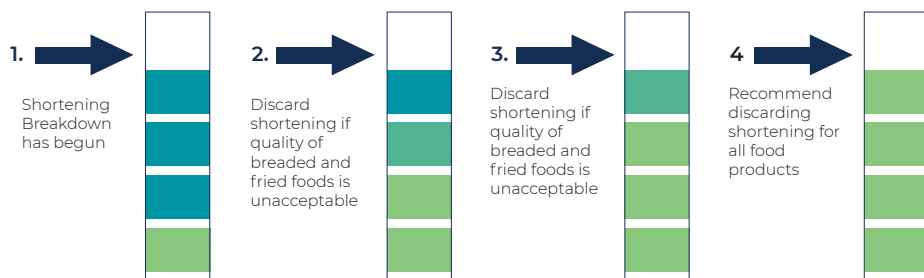 1.
Shortening
Breakdown
has begun
2.
Discard
shortening if
quality of
breaded and
fried foods is
unacceptable
3.
Discard
shortening if
quality of
breaded and
fried foods is
unacceptable
4
Recommend
discarding
shortening for
all food
products